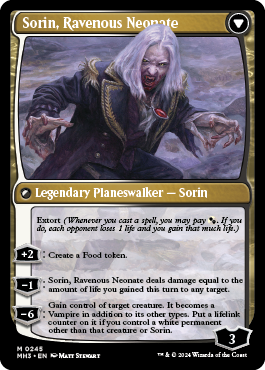 Sorin, Ravenous Neonate
Legendary Planeswalker — Sorin
Extort (Whenever you cast a spell, you may pay . If you
do, each opponent loses 1 life and you gain that much life.)
+2 : Create a Food token.
−1 : Sorin, Ravenous Neonate deals damage equal to the
amount of life you gained this turn to any target.
Gain control of target creature. It becomes a
−6 : Vampire in addition to its other types. Put a lifelink
counter on it if you control a white permanent
other than that creature or Sorin.
3
M 0245
MH3 • EN Matt Stewart
™ & © 2024 Wizards of the Coast